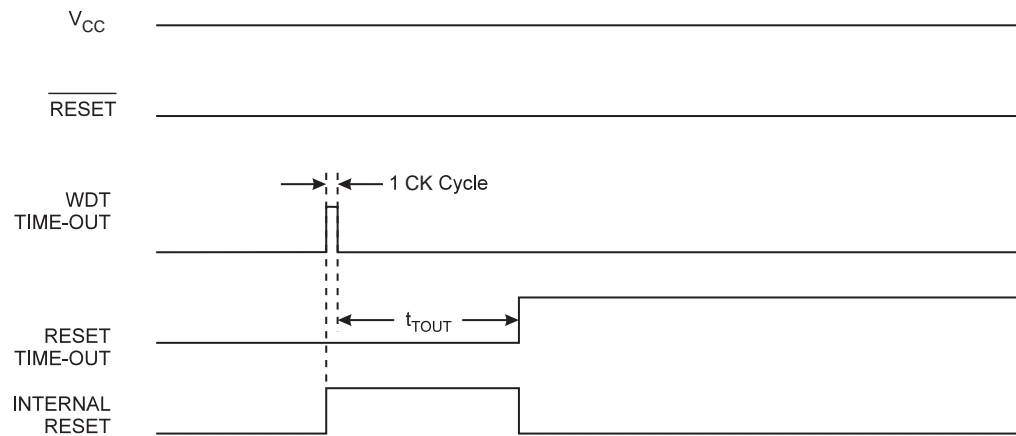 VCC
RESET
1 CK Cycle
WDT
TIME-OUT
tTOUT
RESET
TIME-OUT
INTERNAL
RESET